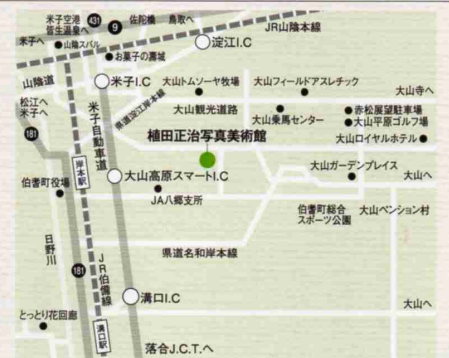 米子空港
皆生温泉へ
431
9
佐陀橋
鳥取へ
JR山陰本線
米子へ
山陰スバル
淀江I.C
お菓子の壽城
山陰道
米子I.C
大山トムソーヤ牧場
大山フィールドアスレチック
大山寺へ
松江へ
米子へ
県道淀江岸本線
大山観光道路
大山乗馬センター
赤松展望駐車場
大山平原ゴルフ場
181
米子自動車道
植田正治写真美術館
大山ロイヤルホテル
岸本駅
大山ガーデンプレイス
伯耆町役場
大山高原スマートI.C
大山へ
JA八郷支所
伯耆町総合
スポーツ公園
大山ペンション村
日野川
県道名和岸本線
181
JR伯備線
溝口I.C
大山へ
とっとり花回廊
溝口駅
落合J.C.T.へ